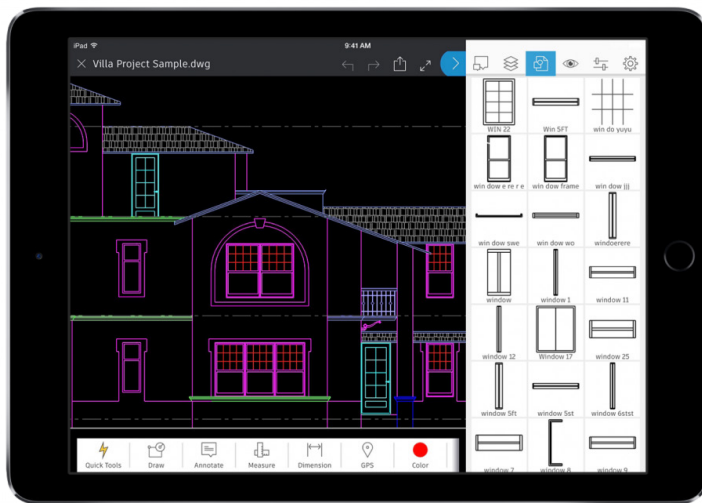 iPad
9:41 AM
Villa Project Sample.dwg
WIN 22
Win 5FT
win do yuyu
win dow e re r e
win dow frame
win dow jjj
win dow swe
win dow wo
windoerere
window
window 1
window 11
window 12
Window 17
window 25
window 5ft
window 5st
window 6stst
window 7
window 8
window 9
Quick Tools
Draw
Annotate
Measure
Dimension
GPS
Color